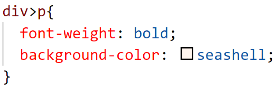 div>p{
  font-weight: bold;
  background-color: seashell;
}